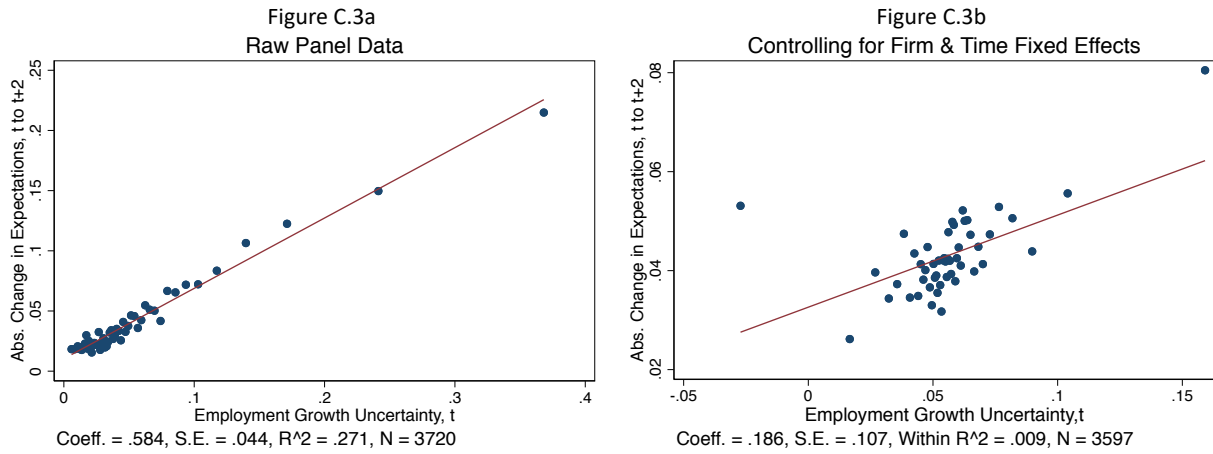 Figure C.3a
Raw Panel Data
Abs. Change in Expectations, t to t+2
.25
.2
.15
.1
.05
0
0 .1 .2 .3 .4
Employment Growth Uncertainty, t
Coeff. = .584, S.E. = .044, R^2 = .271, N = 3720
Figure C.3b
Controlling for Firm & Time Fixed Effects
Abs. Change in Expectations, t to t+2
.08
.06
.04
.02
-.05 0 .05 .1 .15
Employment Growth Uncertainty,t
Coeff. = .186, S.E. = .107, Within R^2 = .009, N = 3597